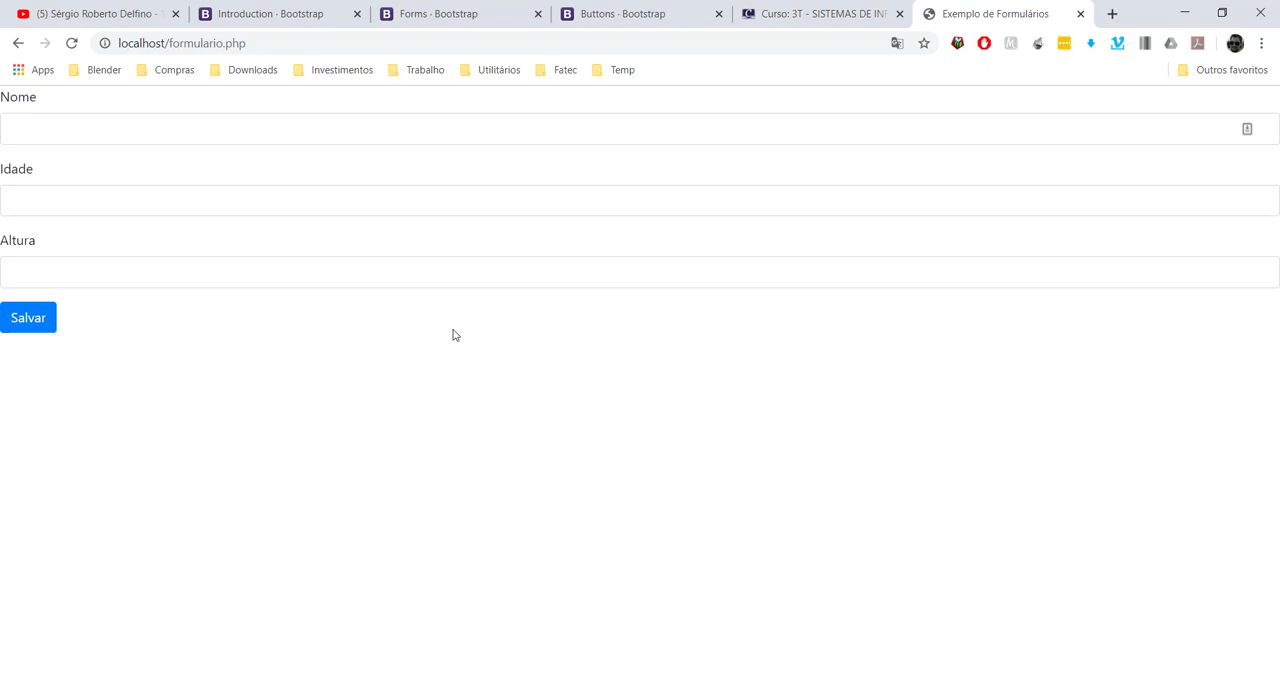 (5) Sérgio Roberto Delfino - Introduction · Bootstrap Forms · Bootstrap Buttons · Bootstrap Curso: 3T - SISTEMAS DE INF Exemplo de Formulários
localhost/formulario.php
Apps Blender Compras Downloads Investimentos Trabalho Utilitários Fatec Temp Outros favoritos
Nome
Idade
Altura
Salvar